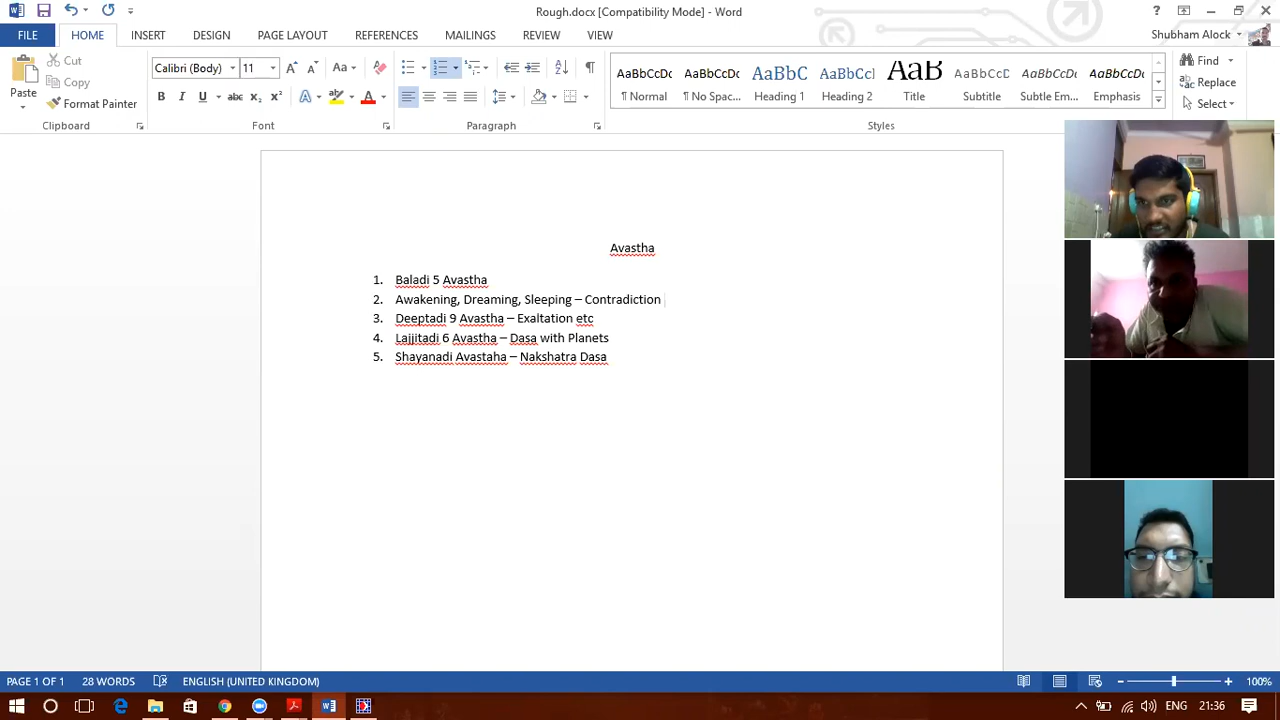 Rough.docx [Compatibility Mode] - Word
FILE
HOME
INSERT
DESIGN
PAGE LAYOUT
REFERENCES
MAILINGS
REVIEW
VIEW
Shubham Alock
Paste
Cut
Copy
Format Painter
Clipboard
Calibri (Body)
11
Font
Paragraph
AaBbCcDc
¶ Normal
AaBbCcDc
¶ No Spac...
AaBbC
Heading 1
AaBbCcI
Heading 2
AaB
Title
AaBbCcD
Subtitle
AaBbCcDc
Subtle Em...
AaBbCcDc
Emphasis
Styles
Find
Replace
Select
Avastha
1. Baladi 5 Avastha
2. Awakening, Dreaming, Sleeping – Contradiction
3. Deeptadi 9 Avastha – Exaltation etc
4. Lajjitadi 6 Avastha – Dasa with Planets
5. Shayanadi Avastaha – Nakshatra Dasa
PAGE 1 OF 1
28 WORDS
ENGLISH (UNITED KINGDOM)
100%
ENG
21:36